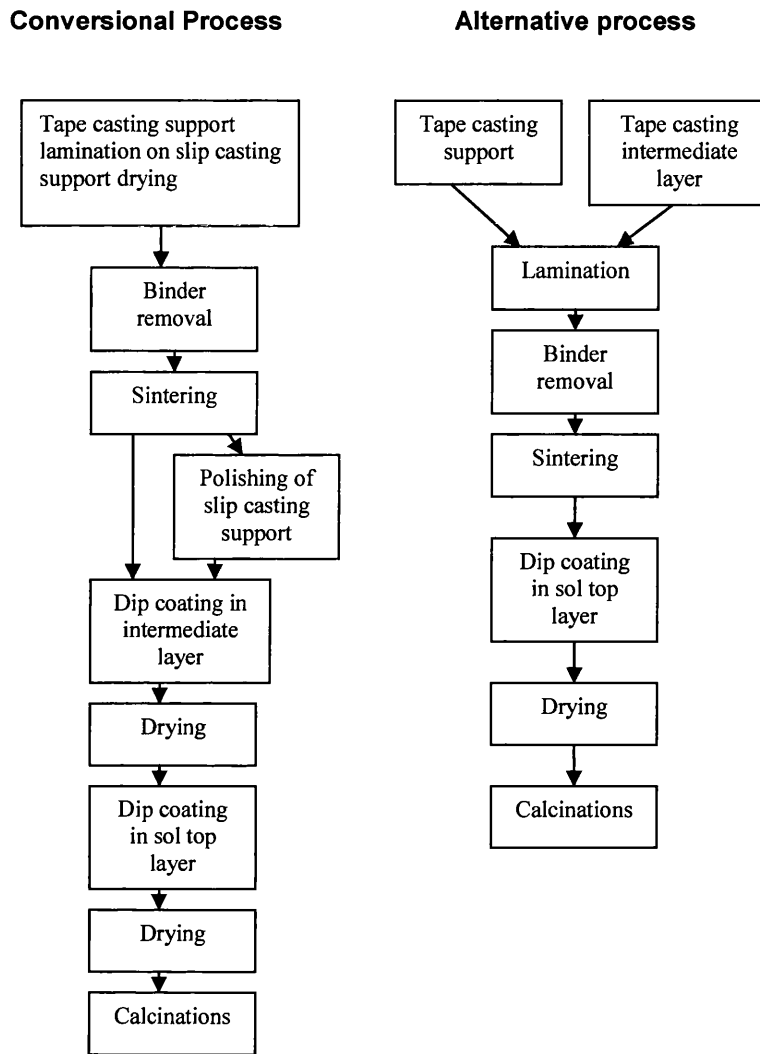 Conversional Process
Tape casting support
lamination on slip casting
support drying
Binder
removal
Sintering
Polishing of
slip casting
support
Dip coating in
intermediate
layer
Drying
Dip coating
in sol top
layer
Drying
Calcinations
Alternative process
Tape casting
support
Tape casting
intermediate
layer
Lamination
Binder
removal
Sintering
Dip coating
in sol top
layer
Drying
Calcinations